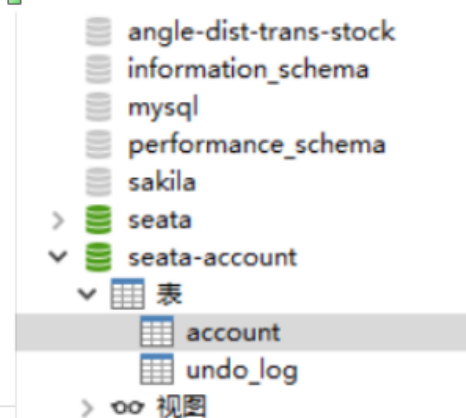 angle-dist-trans-stock
information_schema
mysql
performance_schema
sakila
seata
seata-account
表
account
undo_log
视图